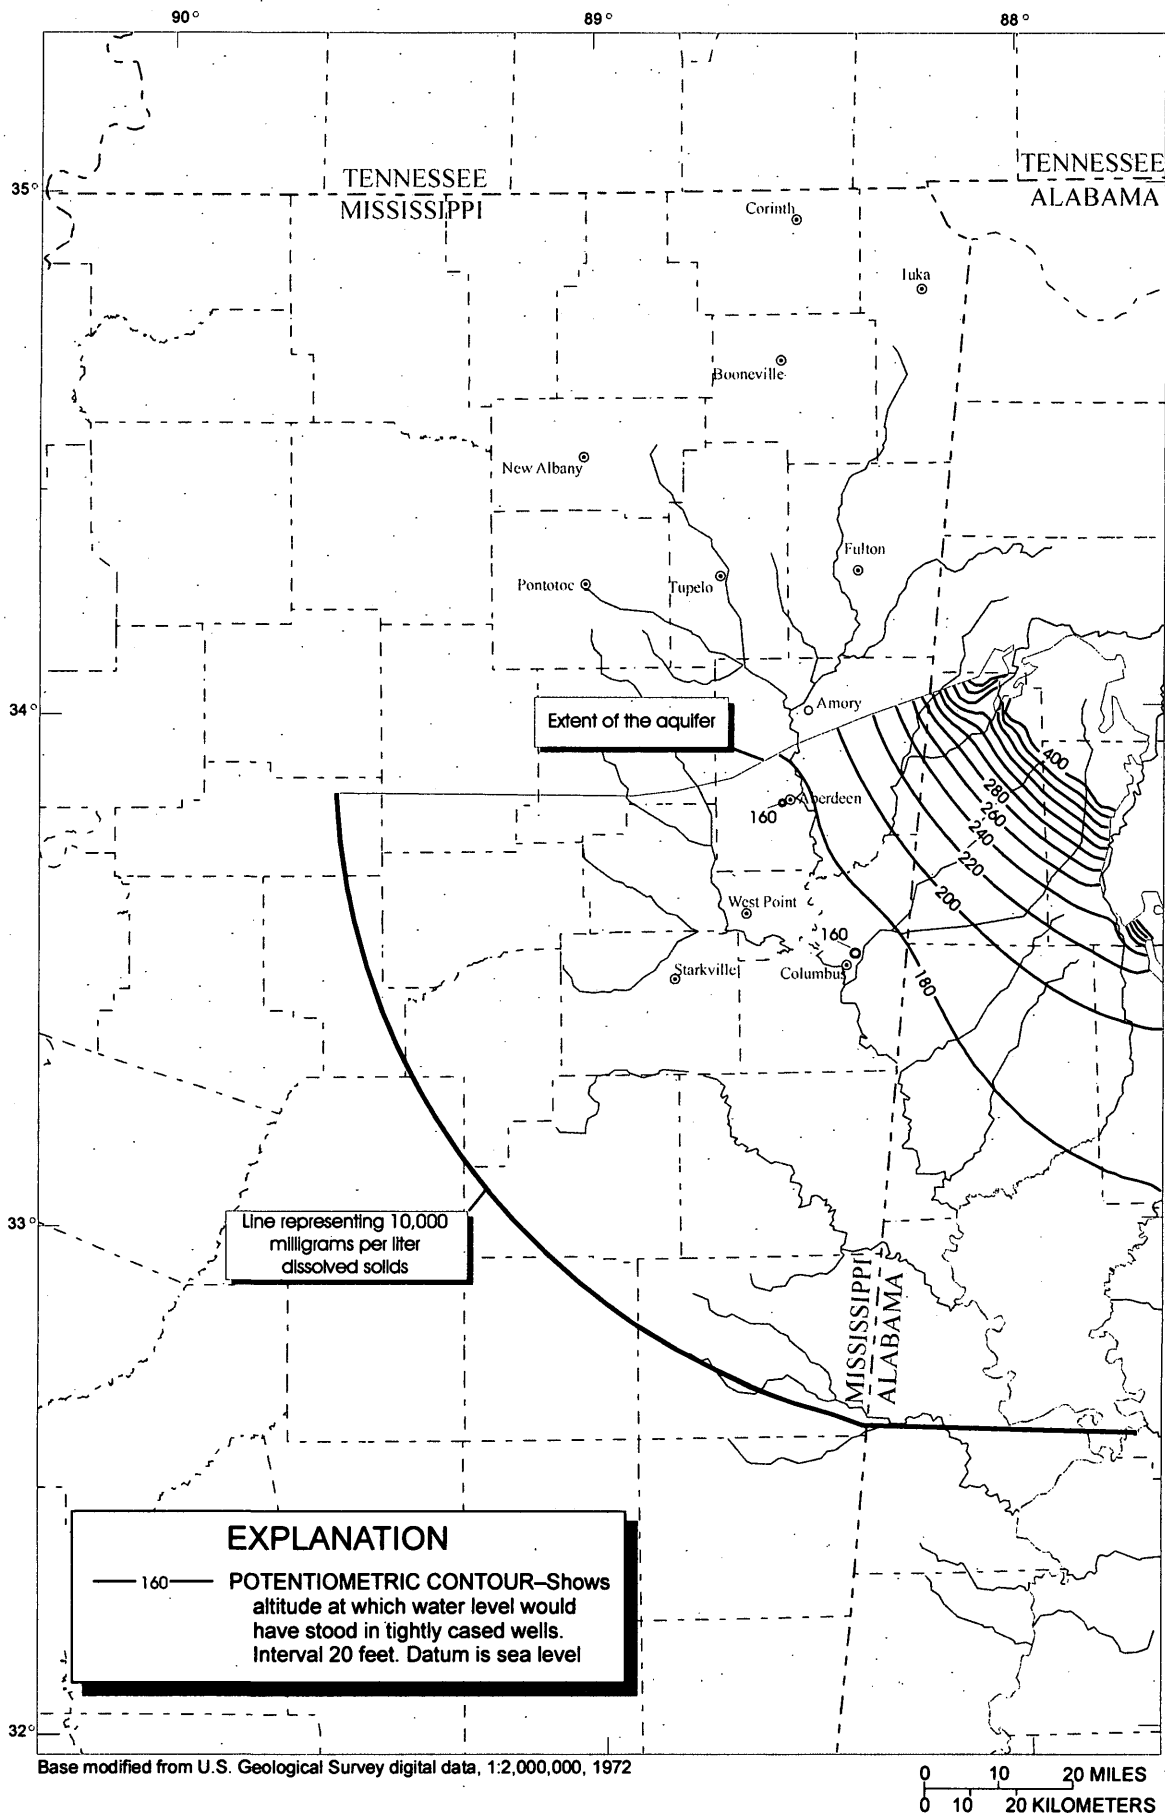 90°
89°
88°
35°
TENNESSEE
MISSISSIPPI
TENNESSEE
ALABAMA
Corinth
Iuka
Booneville
New Albany
Fulton
Pontotoc
Tupelo
34°
Extent of the aquifer
Amory
400
280
260
240
220
200
Aberdeen
160
West Point
160
Starkville
Columbus
180
33°
Line representing 10,000
milligrams per liter
dissolved solids
MISSISSIPPI
ALABAMA
EXPLANATION
160
POTENTIOMETRIC CONTOUR–Shows
altitude at which water level would
have stood in tightly cased wells.
Interval 20 feet. Datum is sea level
32°
Base modified from U.S. Geological Survey digital data, 1:2,000,000, 1972
0 10 20 MILES
0 10 20 KILOMETERS